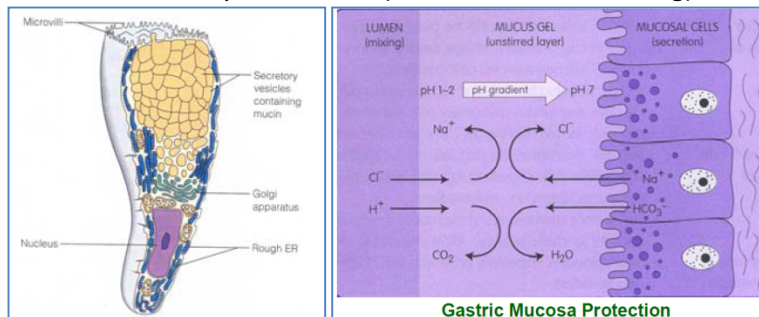 Microvilli
Secretory
vesicles
containing
mucin
Golgi
apparatus
Nucleus
Rough ER
LUMEN
(mixing)
MUCUS GEL
(unstirred layer)
MUCOSAL CELLS
(secretion)
pH 1–2
pH gradient
pH 7
Na⁺
Cl⁻
Cl⁻
Na⁺
H⁺
HCO₃⁻
CO₂
H₂O
Gastric Mucosa Protection